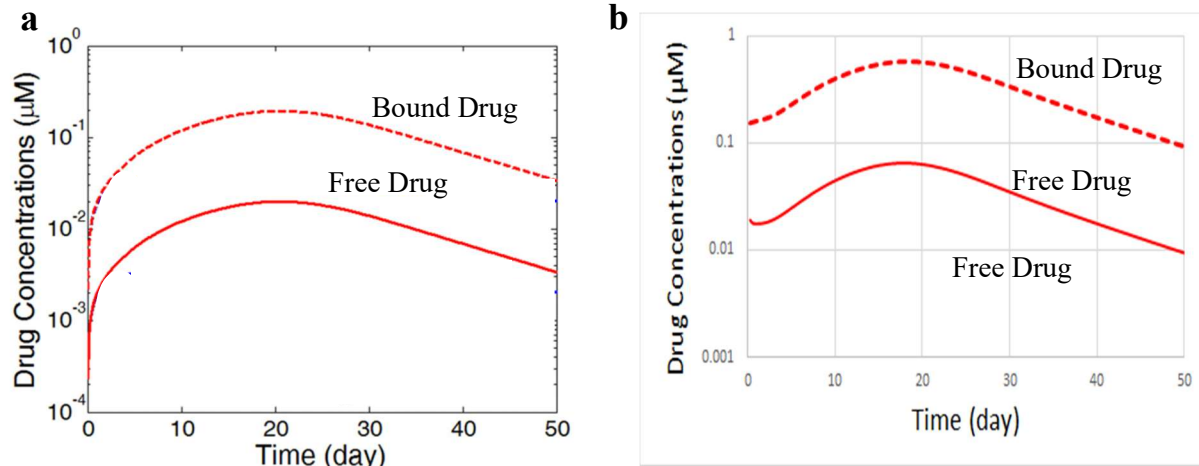 a
Drug Concentrations (µM)
10^0
10^-1
10^-2
10^-3
10^-4
Bound Drug
Free Drug
0 10 20 30 40 50
Time (day)
b
Drug Concentrations (µM)
1
0.1
0.01
0.001
Bound Drug
Free Drug
Free Drug
0 10 20 30 40 50
Time (day)